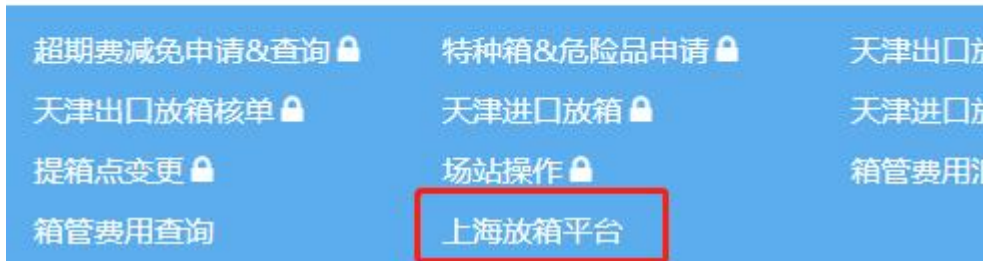 超期费减免申请&查询 特种箱&危险品申请 天津出口放
天津出口放箱核单 天津进口放箱 天津进口放
提箱点变更 场站操作 箱管费用
箱管费用查询 上海放箱平台